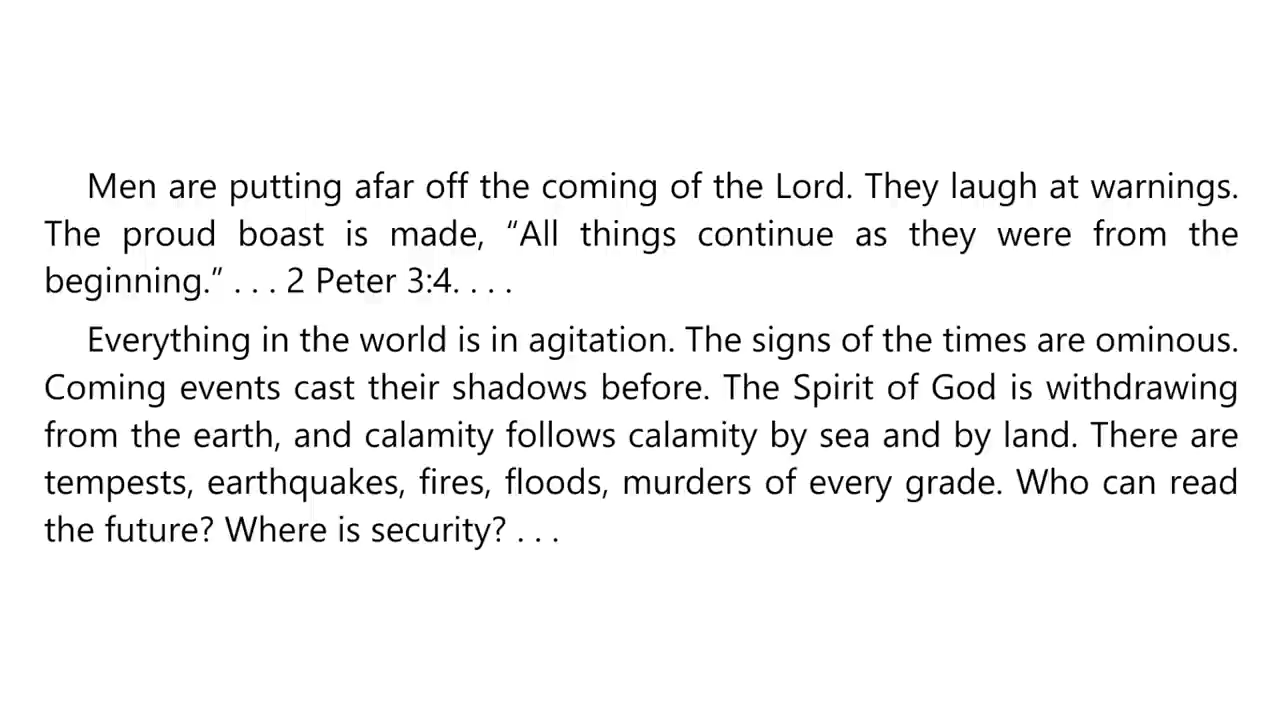 Men are putting afar off the coming of the Lord. They laugh at warnings.
The proud boast is made, “All things continue as they were from the
beginning.” . . . 2 Peter 3:4. . . .
Everything in the world is in agitation. The signs of the times are ominous.
Coming events cast their shadows before. The Spirit of God is withdrawing
from the earth, and calamity follows calamity by sea and by land. There are
tempests, earthquakes, fires, floods, murders of every grade. Who can read
the future? Where is security? . . .